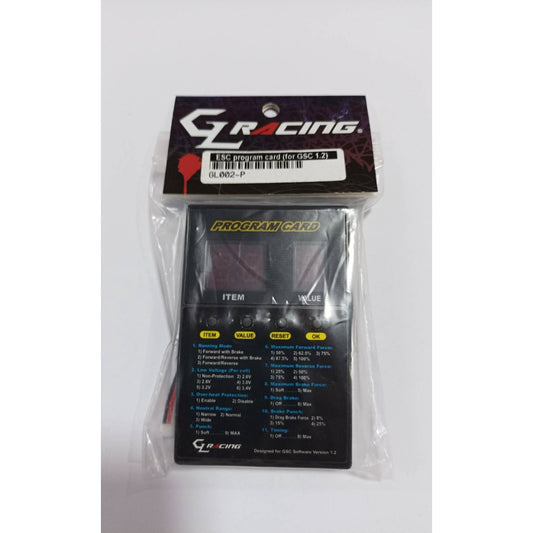 GL RACING®
ESC program card (for GSC 1.2)
GL002-P
PROGRAM CARD
ITEM VALUE
ITEM VALUE RESET OK
1. Running Mode
1) Forward with Brake
2) Forward/Reverse with Brake
3) Forward/Reverse
2. Low Voltage (Per cell)
1) Non-Protection 2) 2.6V
3) 2.8V 4) 3.0V
5) 3.2V 6) 3.4V
3. Over-heat Protection:
1) Enable 2) Disable
4. Neutral Range:
1) Narrow 2) Normal
3) Wide
5. Punch:
1) Soft ........ 9) MAX
6. Maximum Forward Force:
1) 50% 2) 62.5% 3) 75%
4) 87.5% 5) 100%
7. Maximum Reverse Force:
1) 25% 2) 50%
3) 75% 4) 100%
8. Maximum Brake Force:
1) Soft ...... 9) Max
9. Drag Brake:
1) Off ...... 9) Max
10. Brake Punch:
1) Drag Brake Force 2) 6%
3) 15% 4) 25%
11. Timing:
1) Off ...... 9) Max
GL RACING
Designed for GSC Software Version 1.2